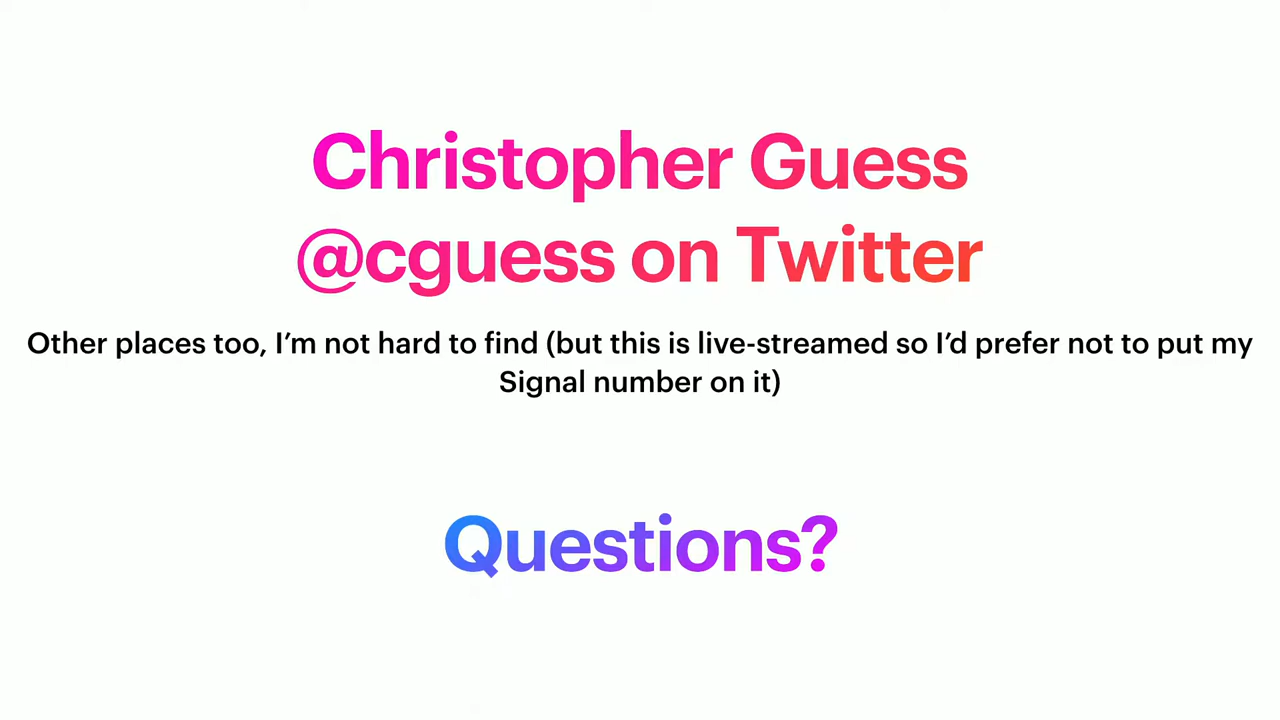 Christopher Guess
@cguess on Twitter
Other places too, I’m not hard to find (but this is live-streamed so I’d prefer not to put my
Signal number on it)
Questions?